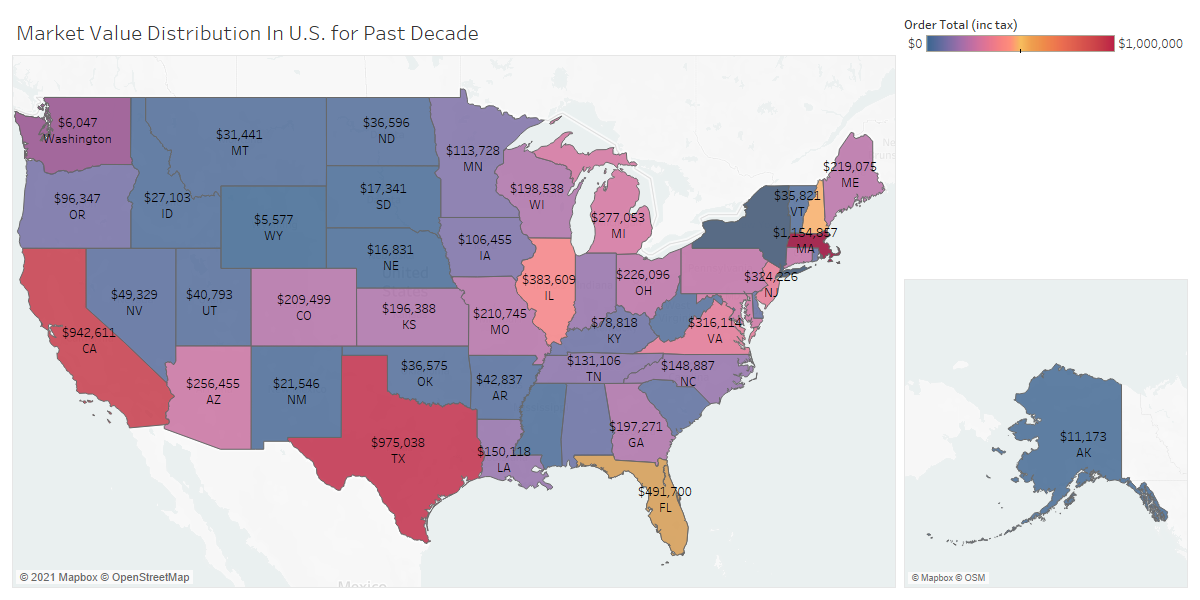 Market Value Distribution In U.S. for Past Decade
Order Total (inc tax)
$0
$1,000,000
$6,047
Washington
$31,441
MT
$36,596
ND
$113,728
MN
$219,075
ME
$96,347
OR
$27,103
ID
$17,341
SD
$198,538
WI
$35,821
VT
$5,577
WY
$277,053
MI
$1,154,857
MA
$16,831
NE
$106,455
IA
$49,329
NV
$40,793
UT
$209,499
CO
$196,388
KS
$210,745
MO
$383,609
IL
$226,096
OH
$324,226
NJ
$942,611
CA
$78,818
KY
$316,114
VA
$256,455
AZ
$21,546
NM
$36,575
OK
$42,837
AR
$131,106
TN
$148,887
NC
$975,038
TX
$150,118
LA
$197,271
GA
$491,700
FL
$11,173
AK
Mexico
© 2021 Mapbox © OpenStreetMap
© Mapbox © OSM